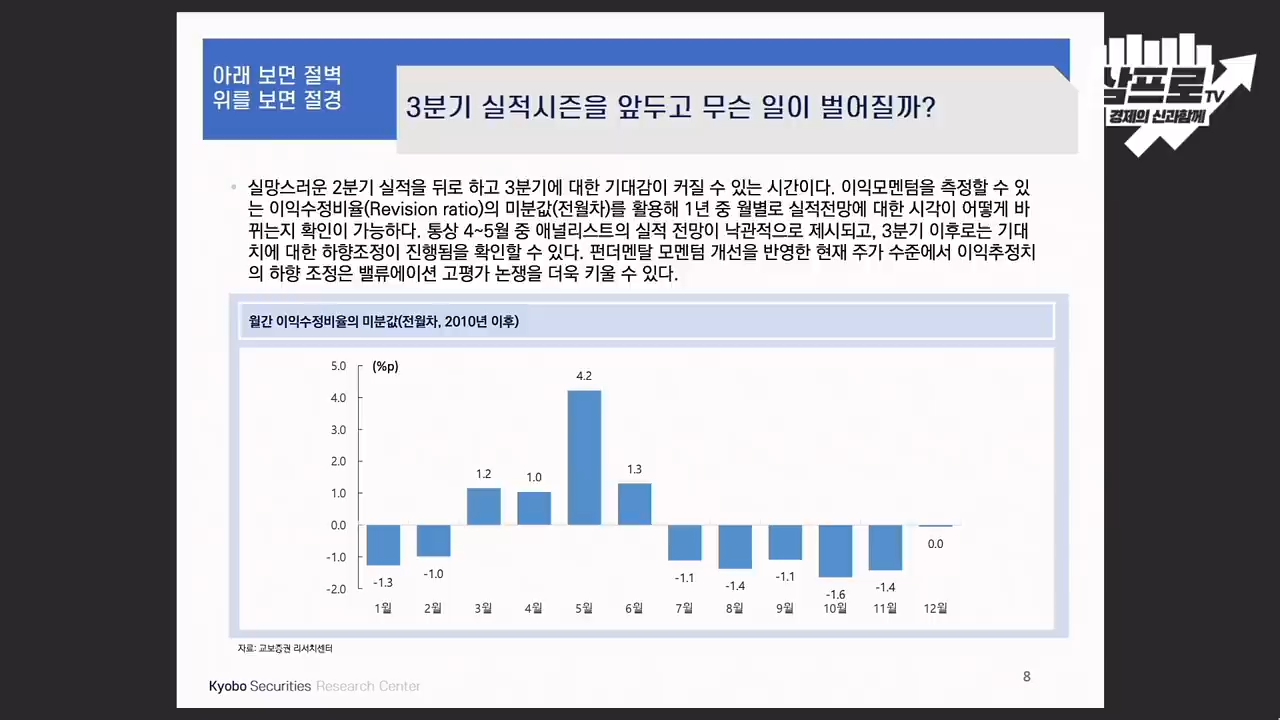 아래 보면 절벽
위를 보면 절경
3분기 실적시즌을 앞두고 무슨 일이 벌어질까?
삼프로TV
경제의 신과함께
• 실망스러운 2분기 실적을 뒤로 하고 3분기에 대한 기대감이 커질 수 있는 시간이다. 이익모멘텀을 측정할 수 있
는 이익수정비율(Revision ratio)의 미분값(전월차)를 활용해 1년 중 월별로 실적전망에 대한 시각이 어떻게 바
뀌는지 확인이 가능하다. 통상 4~5월 중 애널리스트의 실적 전망이 낙관적으로 제시되고, 3분기 이후로는 기대
치에 대한 하향조정이 진행됨을 확인할 수 있다. 펀더멘탈 모멘텀 개선을 반영한 현재 주가 수준에서 이익추정치
의 하향 조정은 밸류에이션 고평가 논쟁을 더욱 키울 수 있다.
월간 이익수정비율의 미분값(전월차, 2010년 이후)
(%p)
5.0
4.0
3.0
2.0
1.0
0.0
-1.0
-2.0
-1.3
-1.0
1.2
1.0
4.2
1.3
-1.1
-1.4
-1.1
-1.6
-1.4
0.0
1월 2월 3월 4월 5월 6월 7월 8월 9월 10월 11월 12월
자료: 교보증권 리서치센터
Kyobo Securities Research Center
8